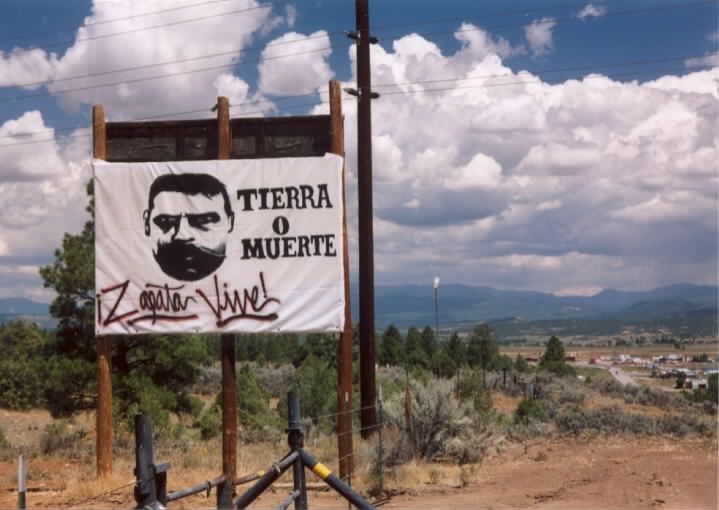 TIERRA
O
MUERTE
¡Zapata Vive!